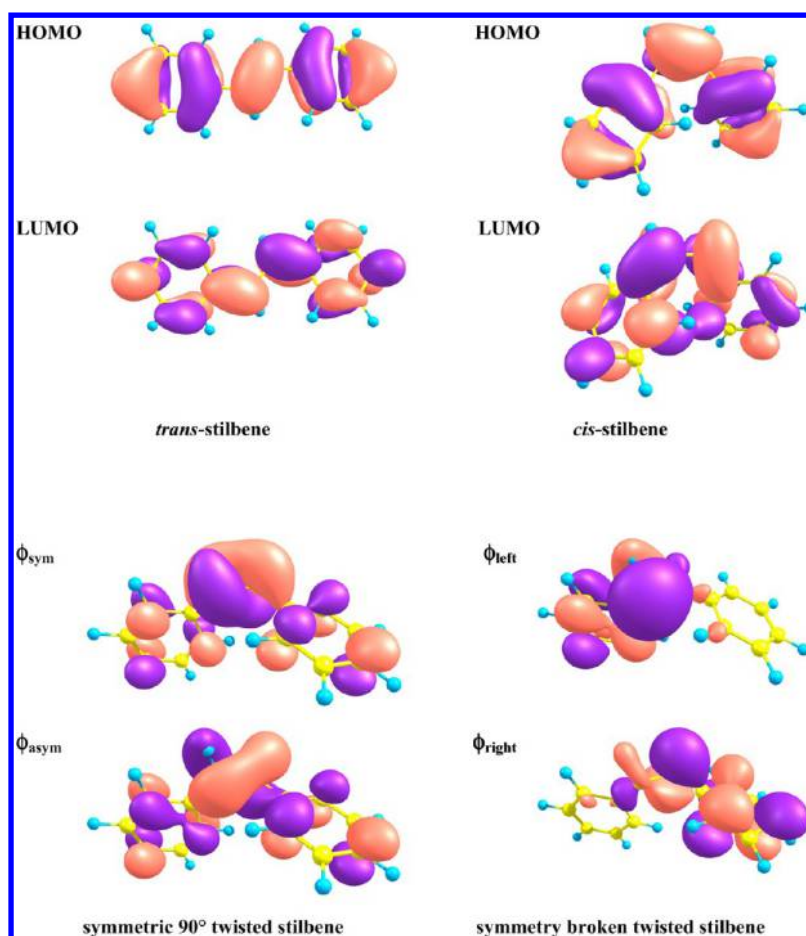 HOMO
HOMO
LUMO
LUMO
trans-stilbene
cis-stilbene
ϕsym
ϕleft
ϕasym
ϕright
symmetric 90° twisted stilbene
symmetry broken twisted stilbene